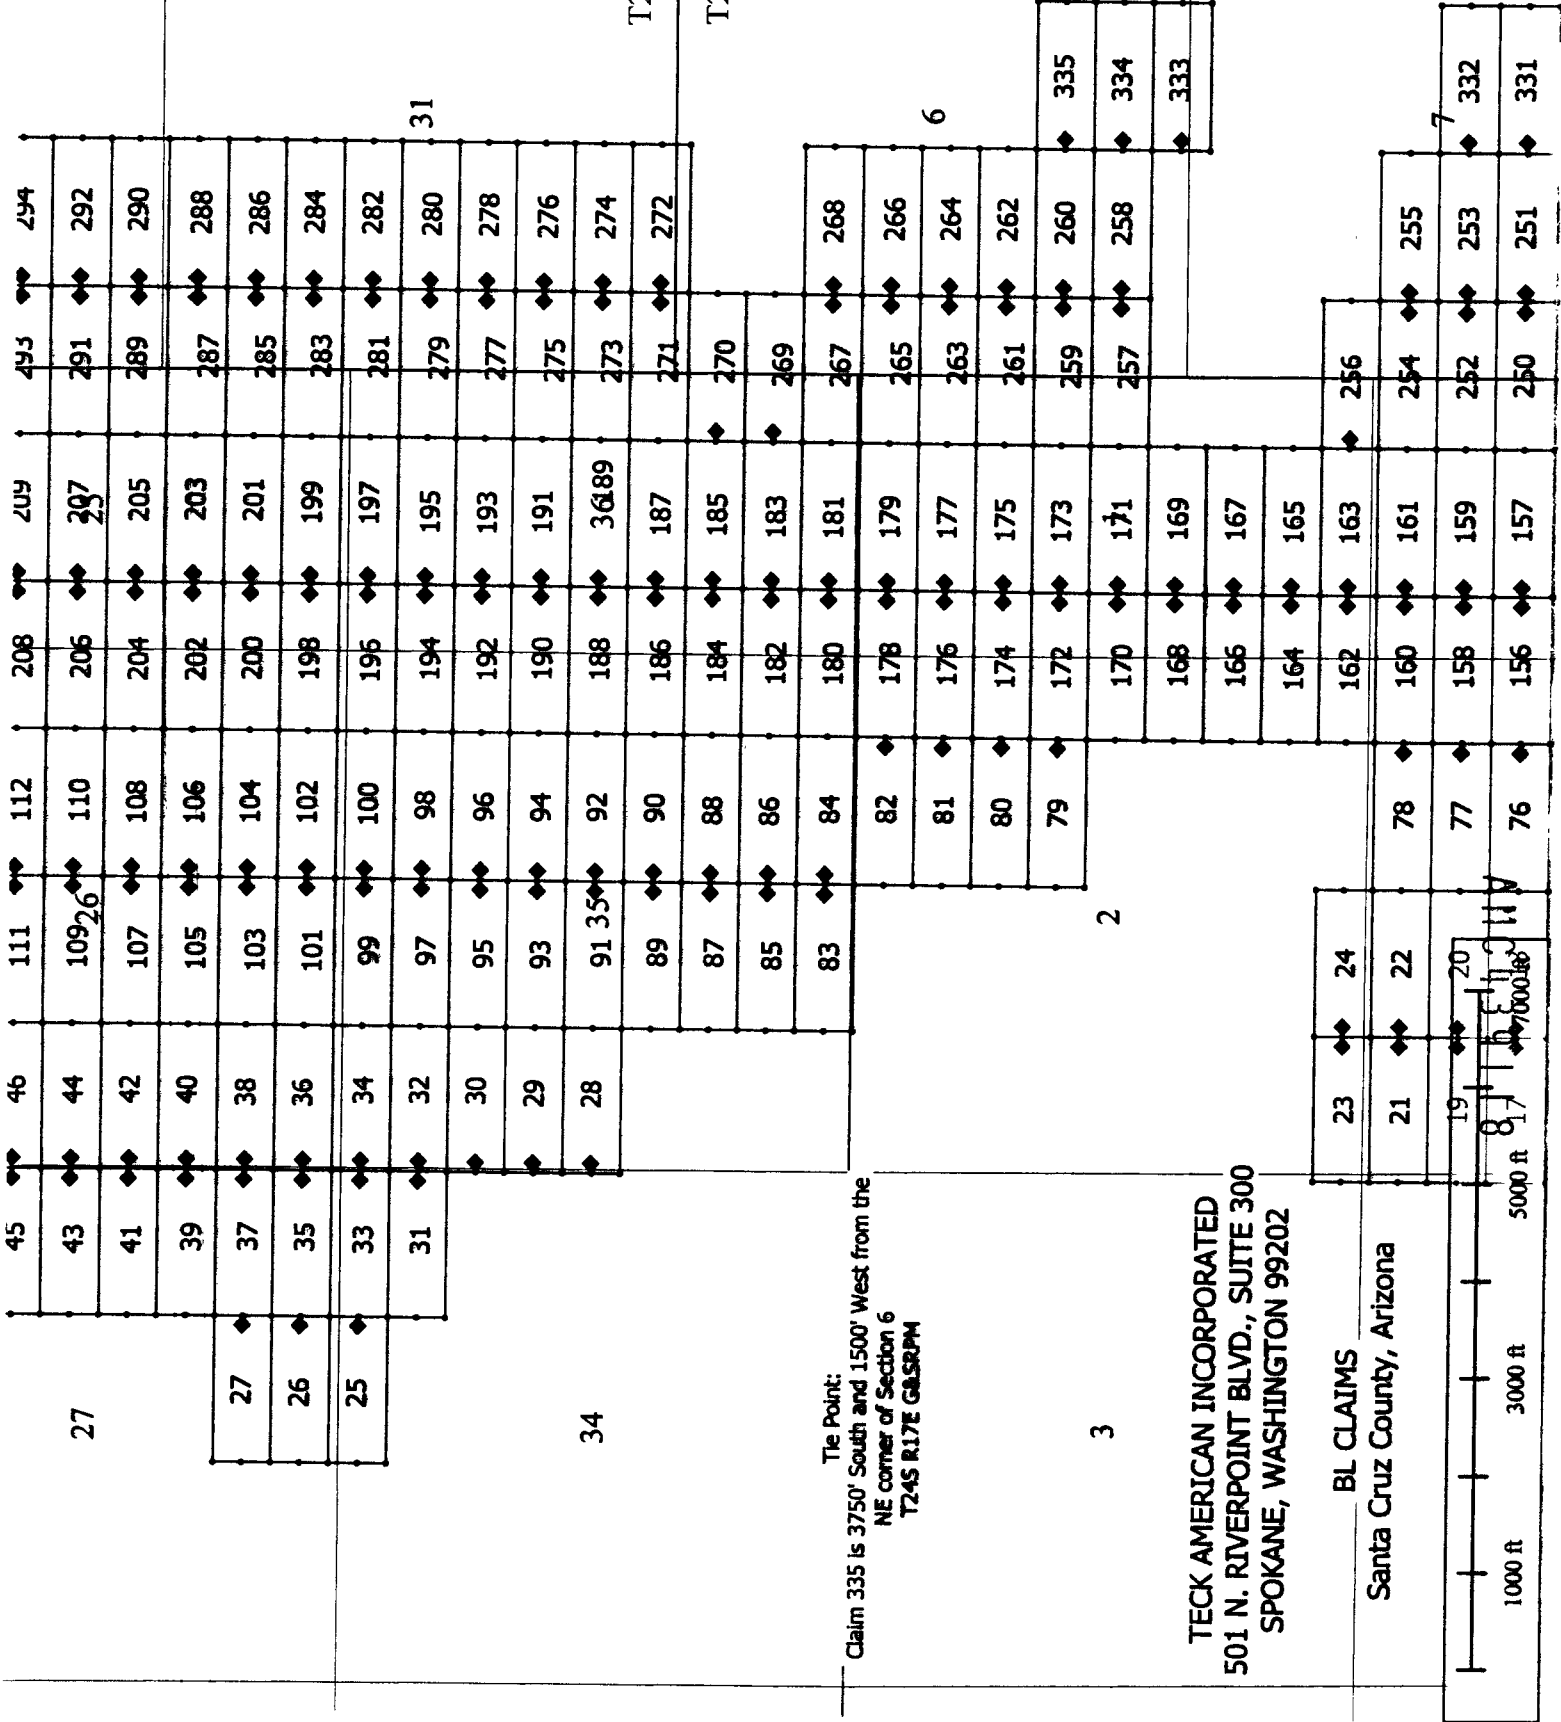 45 46 111 112 208 209 293 294
27 43 44 109 26 110 206 207 25 291 292
41 42 107 108 204 205 289 290
39 40 105 106 202 203 287 288
27 37 38 103 104 200 201 285 286
26 35 36 101 102 198 199 283 284
25 33 34 99 100 196 197 281 282
31 32 97 98 194 195 279 280 31
30 95 96 192 193 277 278
29 93 94 190 191 275 276
34 28 91 35 92 188 36 189 273 274
89 90 186 187 271 272
87 88 184 185 270
85 86 182 183 269
83 84 180 181 267 268
82 178 179 265 266
81 176 177 263 264 6
80 174 175 261 262
79 172 173 259 260 335
3 2 170 171 1 257 258 334
168 169 333
166 167
164 165
23 24 162 163 256
21 22 78 160 161 254 255
19 20 77 158 159 252 253 7 332
17 76 156 157 250 251 331
Tie Point:
Claim 335 is 3750' South and 1500' West from the
NE corner of Section 6
T24S R17E G&SRPM
TECK AMERICAN INCORPORATED
501 N. RIVERPOINT BLVD., SUITE 300
SPOKANE, WASHINGTON 99202
BL CLAIMS
Santa Cruz County, Arizona
1000 ft 3000 ft 5000 ft 7000 ft